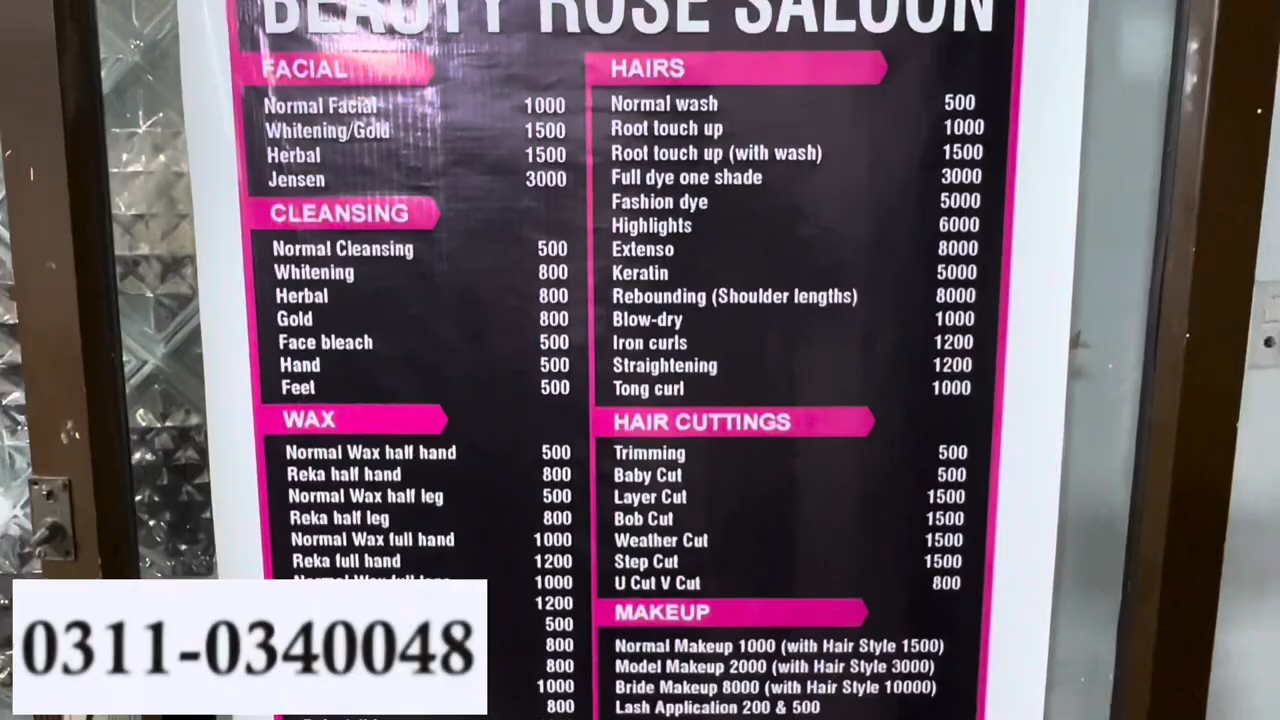 BEAUTY ROSE SALOON
FACIAL
Normal Facial 1000
Whitening/Gold 1500
Herbal 1500
Jensen 3000
CLEANSING
Normal Cleansing 500
Whitening 800
Herbal 800
Gold 800
Face bleach 500
Hand 500
Feet 500
WAX
Normal Wax half hand 500
Reka half hand 800
Normal Wax half leg 500
Reka half leg 800
Normal Wax full hand 1000
Reka full hand 1200
Normal Wax full 1000
1200
500
800
800
1000
800
HAIRS
Normal wash 500
Root touch up 1000
Root touch up (with wash) 1500
Full dye one shade 3000
Fashion dye 5000
Highlights 6000
Extenso 8000
Keratin 5000
Rebounding (Shoulder lengths) 8000
Blow-dry 1000
Iron curls 1200
Straightening 1200
Tong curl 1000
HAIR CUTTINGS
Trimming 500
Baby Cut 500
Layer Cut 1500
Bob Cut 1500
Weather Cut 1500
Step Cut 1500
U Cut V Cut 800
MAKEUP
Normal Makeup 1000 (with Hair Style 1500)
Model Makeup 2000 (with Hair Style 3000)
Bride Makeup 8000 (with Hair Style 10000)
Lash Application 200 & 500
0311-0340048